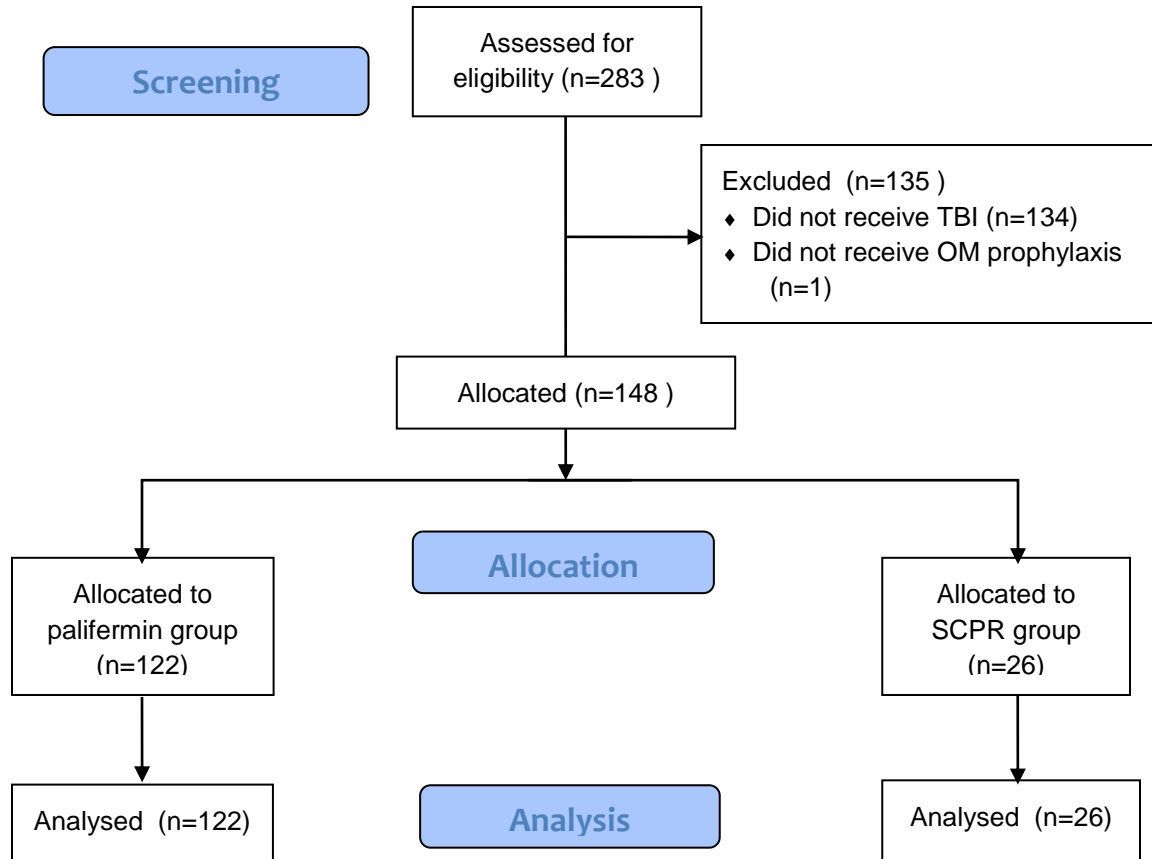 Screening
Assessed for
eligibility (n=283 )
Excluded (n=135 )
♦ Did not receive TBI (n=134)
♦ Did not receive OM prophylaxis
(n=1)
Allocated (n=148 )
Allocation
Allocated to
palifermin group
(n=122)
Allocated to
SCPR group
(n=26)
Analysis
Analysed (n=122)
Analysed (n=26)